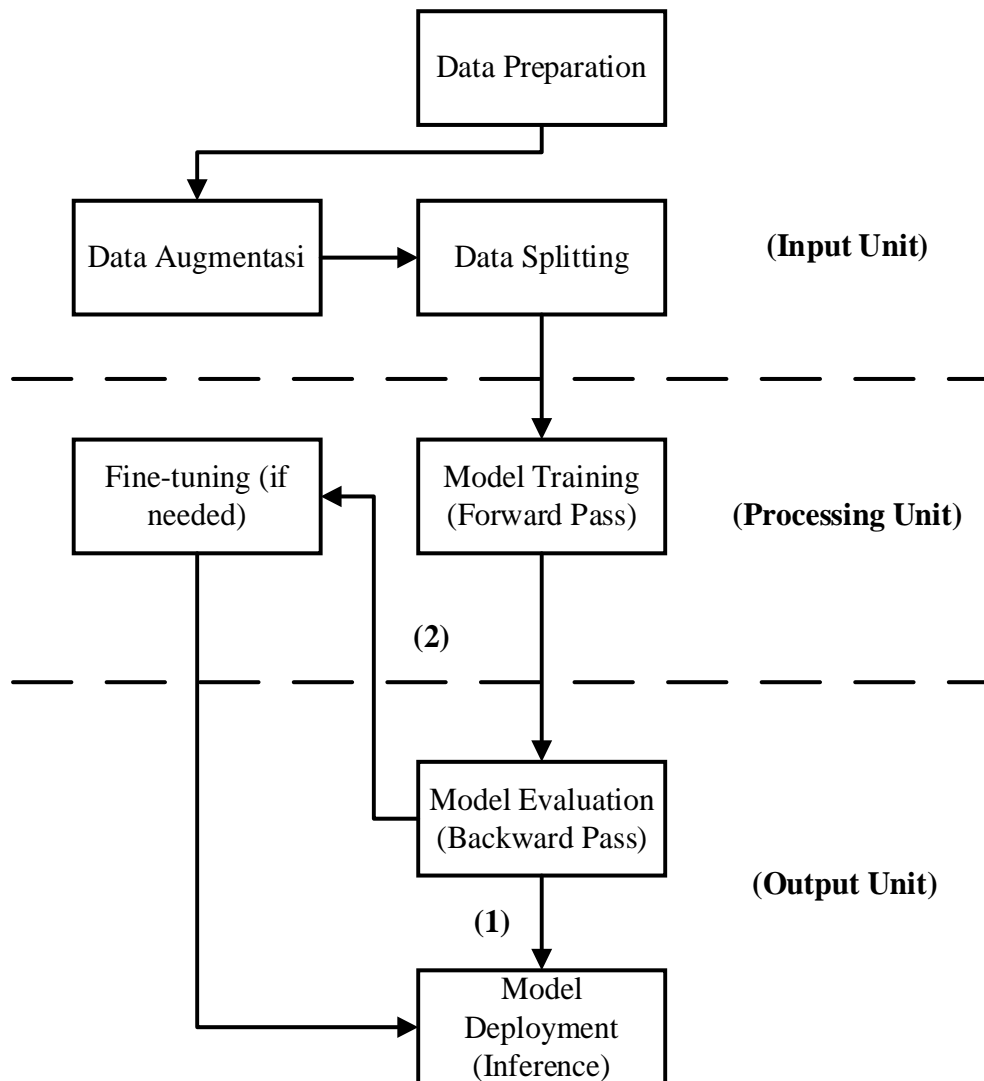 Data Preparation
Data Augmentasi
Data Splitting
(Input Unit)
Fine-tuning (if
needed)
Model Training
(Forward Pass)
(Processing Unit)
(2)
Model Evaluation
(Backward Pass)
(Output Unit)
(1)
Model
Deployment
(Inference)